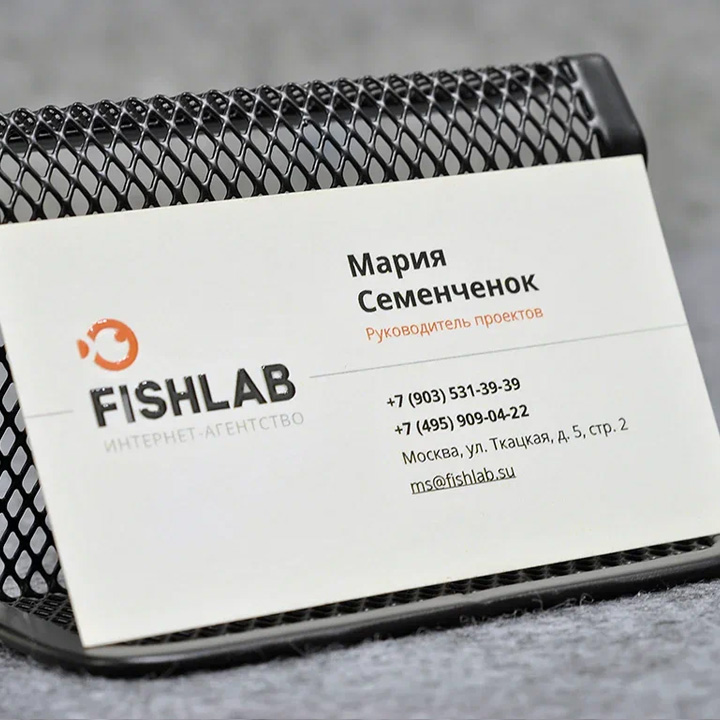 FISHLAB
ИНТЕРНЕТ-АГЕНТСТВО
Мария
Семенченок
Руководитель проектов
+7 (903) 531-39-39
+7 (495) 909-04-22
Москва, ул. Ткацкая, д. 5, стр. 2
ms@fishlab.su